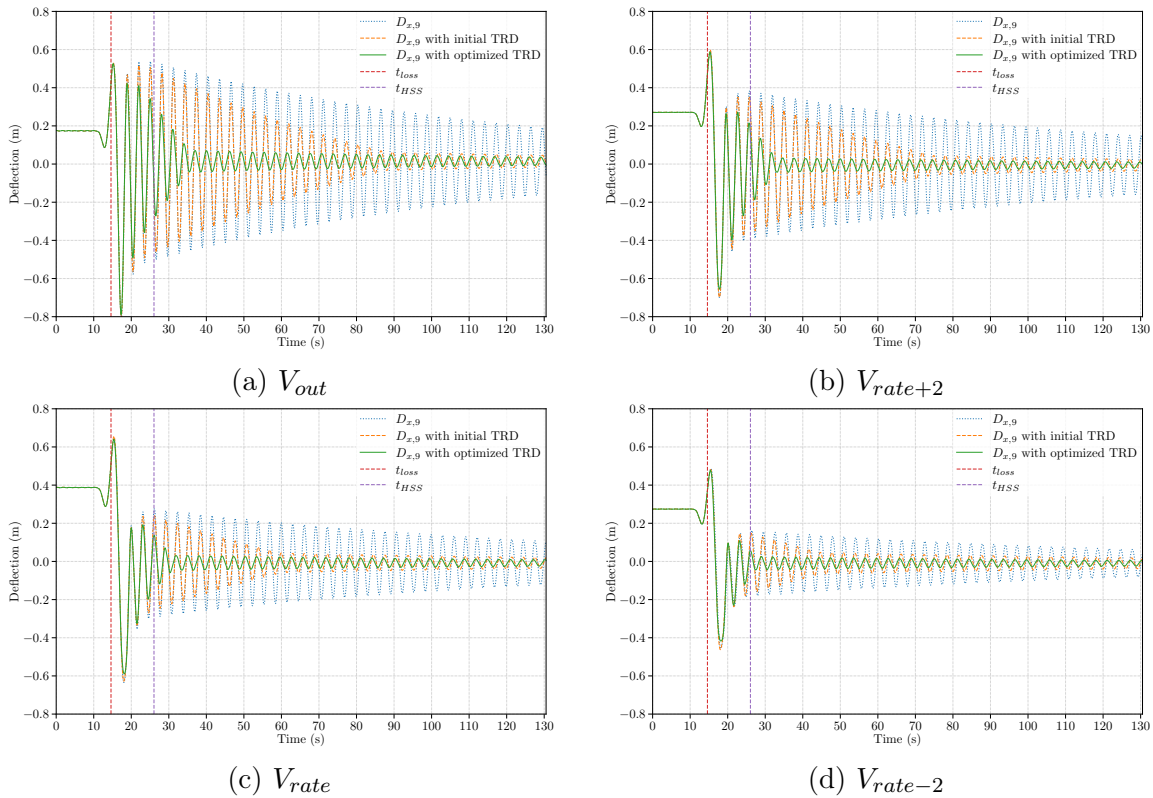 0.8
0.6
0.4
0.2
0.0
−0.2
−0.4
−0.6
−0.8
Deflection (m)
0 10 20 30 40 50 60 70 80 90 100 110 120 130
Time (s)
D_{x,9}
D_{x,9} with initial TRD
D_{x,9} with optimized TRD
t_{loss}
t_{HSS}
(a) V_{out}
0.8
0.6
0.4
0.2
0.0
−0.2
−0.4
−0.6
−0.8
Deflection (m)
0 10 20 30 40 50 60 70 80 90 100 110 120 130
Time (s)
D_{x,9}
D_{x,9} with initial TRD
D_{x,9} with optimized TRD
t_{loss}
t_{HSS}
(b) V_{rate+2}
0.8
0.6
0.4
0.2
0.0
−0.2
−0.4
−0.6
−0.8
Deflection (m)
0 10 20 30 40 50 60 70 80 90 100 110 120 130
Time (s)
D_{x,9}
D_{x,9} with initial TRD
D_{x,9} with optimized TRD
t_{loss}
t_{HSS}
(c) V_{rate}
0.8
0.6
0.4
0.2
0.0
−0.2
−0.4
−0.6
−0.8
Deflection (m)
0 10 20 30 40 50 60 70 80 90 100 110 120 130
Time (s)
D_{x,9}
D_{x,9} with initial TRD
D_{x,9} with optimized TRD
t_{loss}
t_{HSS}
(d) V_{rate−2}